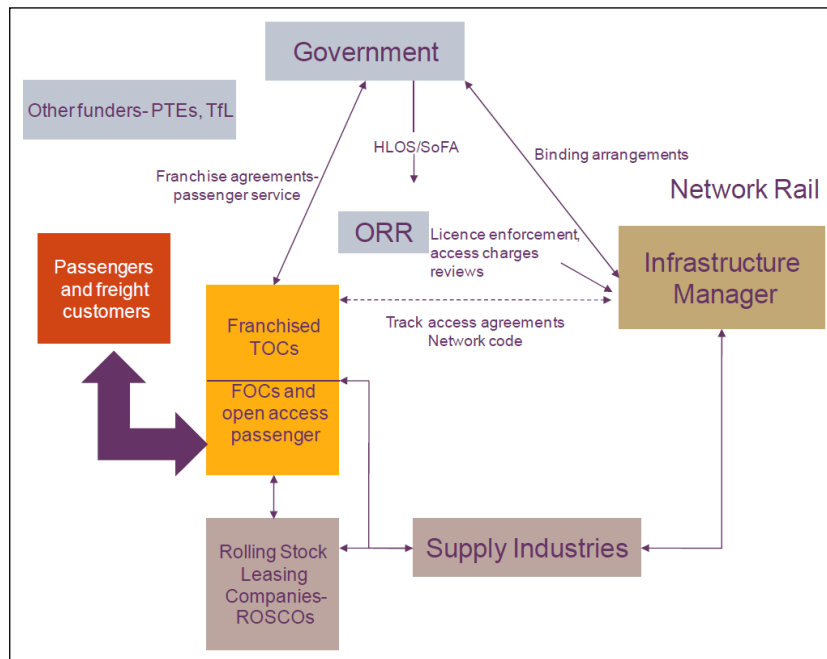 Government
Other funders- PTEs, TfL
HLOS/SoFA
Binding arrangements
Franchise agreements-
passenger service
Network Rail
ORR
Licence enforcement,
access charges
reviews
Infrastructure
Manager
Passengers
and freight
customers
Franchised
TOCs
Track access agreements
Network code
FOCs and
open access
passenger
Rolling Stock
Leasing
Companies-
ROSCOs
Supply Industries